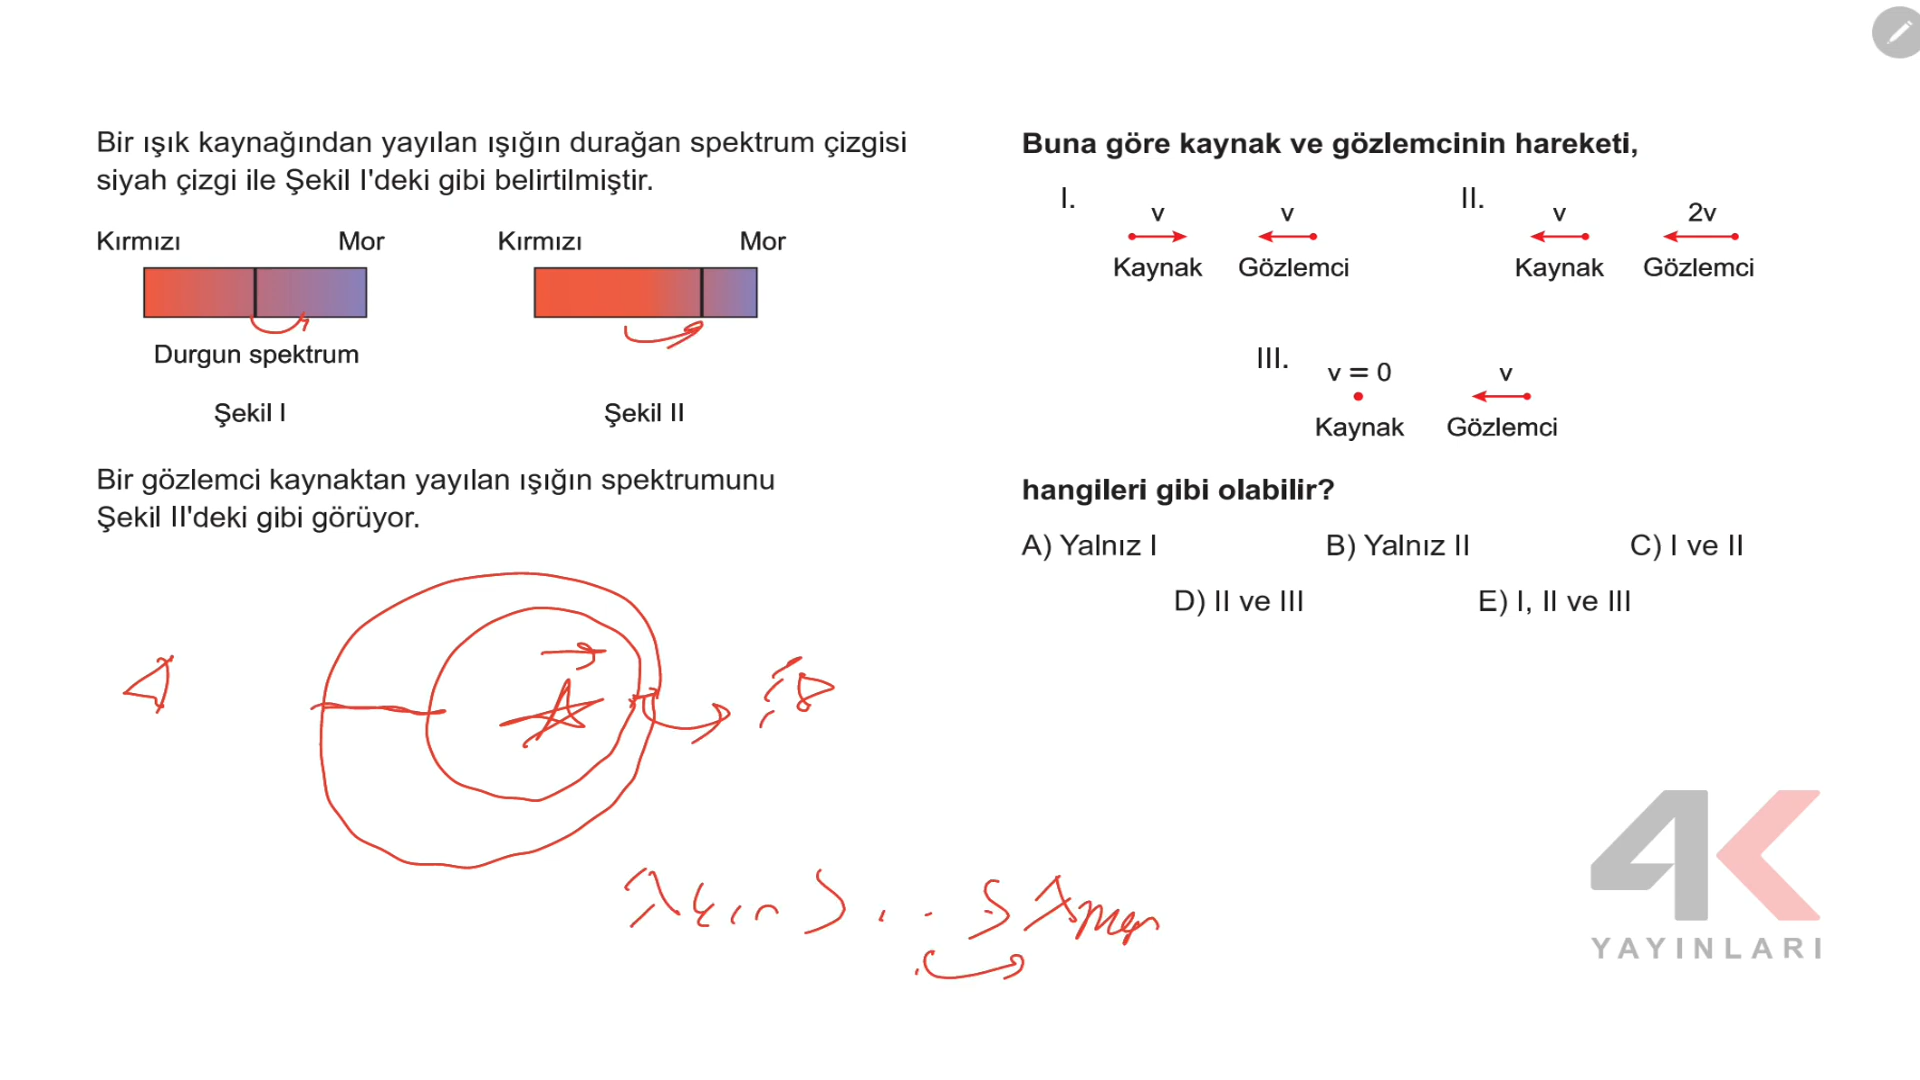 Bir ışık kaynağından yayılan ışığın durağan spektrum çizgisi
siyah çizgi ile Şekil I'deki gibi belirtilmiştir.
Kırmızı Mor Kırmızı Mor
Durgun spektrum
Şekil I Şekil II
Bir gözlemci kaynaktan yayılan ışığın spektrumunu
Şekil II'deki gibi görüyor.
Buna göre kaynak ve gözlemcinin hareketi,
I. v v
Kaynak Gözlemci
II. v 2v
Kaynak Gözlemci
III. v = 0 v
Kaynak Gözlemci
hangileri gibi olabilir?
A) Yalnız I B) Yalnız II C) I ve II
D) II ve III E) I, II ve III
4K
YAYINLARI